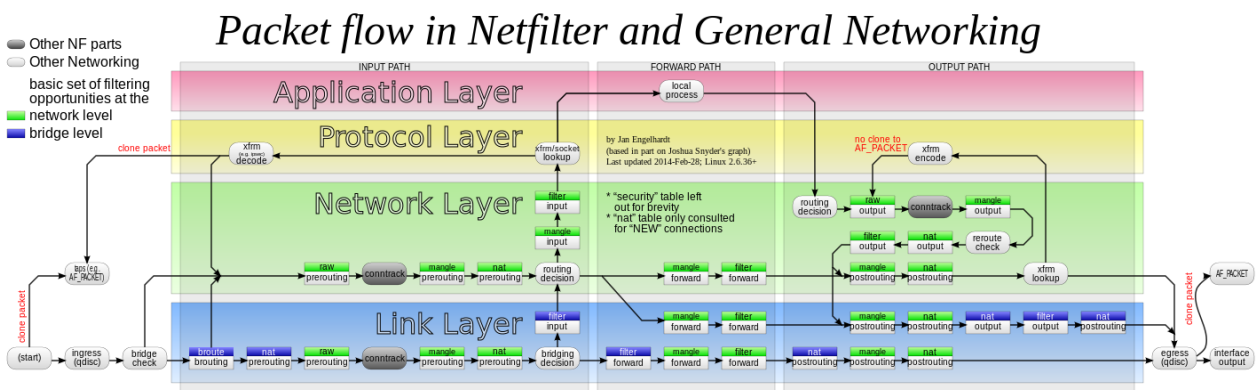 Packet flow in Netfilter and General Networking
Other NF parts
Other Networking
basic set of filtering
opportunities at the
network level
bridge level
INPUT PATH
FORWARD PATH
OUTPUT PATH
Application Layer
local
process
Protocol Layer
clone packet
xfrm
(e.g. ipsec)
decode
xfrm/socket
lookup
by Jan Engelhardt
(based in part on Joshua Snyder's graph)
Last updated 2014-Feb-28; Linux 2.6.36+
no clone to
AF_PACKET
xfrm
encode
Network Layer
filter
input
mangle
input
* “security” table left
out for brevity
* “nat” table only consulted
for “NEW” connections
routing
decision
raw
output
conntrack
mangle
output
filter
output
nat
output
reroute
check
taps (e.g.
AF_PACKET)
raw
prerouting
conntrack
mangle
prerouting
nat
prerouting
routing
decision
mangle
forward
filter
forward
mangle
postrouting
nat
postrouting
xfrm
lookup
clone packet
AF_PACKET
clone packet
Link Layer
filter
input
mangle
forward
filter
forward
mangle
postrouting
nat
postrouting
nat
output
filter
output
nat
postrouting
(start)
ingress
(qdisc)
bridge
check
broute
brouting
nat
prerouting
raw
prerouting
conntrack
mangle
prerouting
nat
prerouting
bridging
decision
filter
forward
mangle
forward
filter
forward
nat
postrouting
mangle
postrouting
nat
postrouting
egress
(qdisc)
interface
output